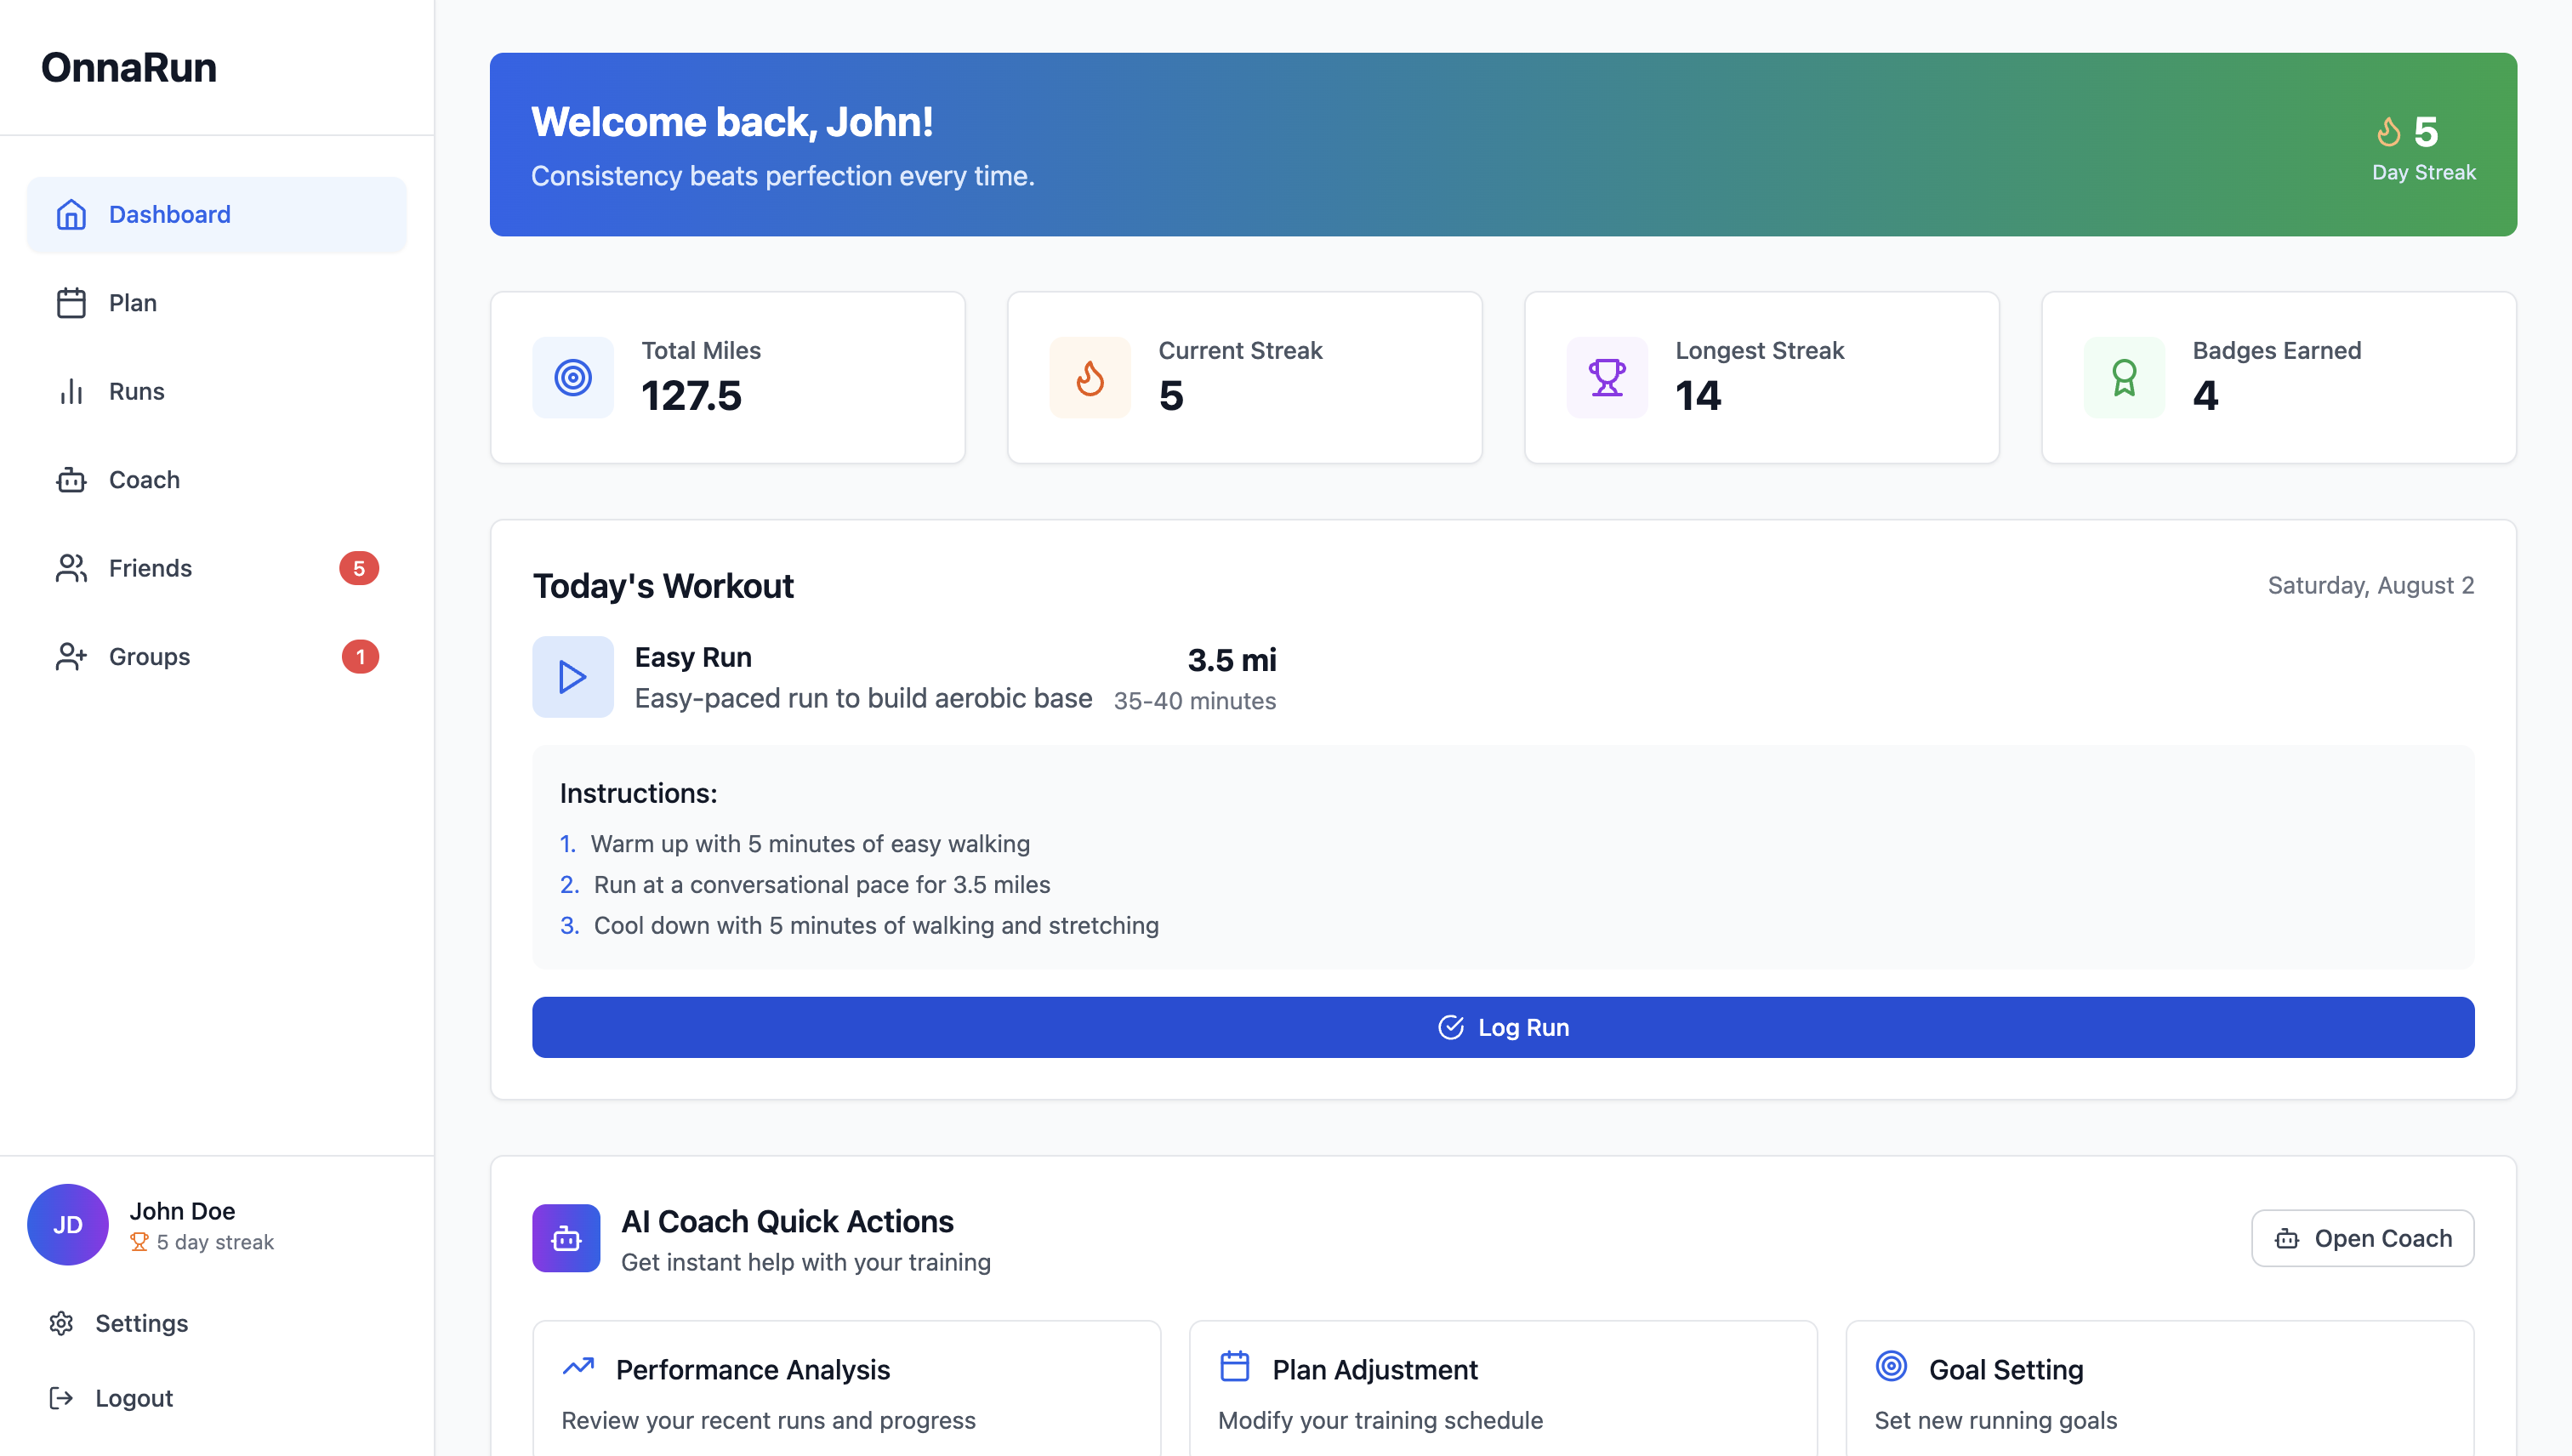 OnnaRun
Dashboard
Plan
Runs
Coach
Friends 5
Groups 1
JD
John Doe
5 day streak
Settings
Logout
Welcome back, John!
Consistency beats perfection every time.
5
Day Streak
Total Miles
127.5
Current Streak
5
Longest Streak
14
Badges Earned
4
Today's Workout
Saturday, August 2
Easy Run
Easy-paced run to build aerobic base
3.5 mi
35-40 minutes
Instructions:
1. Warm up with 5 minutes of easy walking
2. Run at a conversational pace for 3.5 miles
3. Cool down with 5 minutes of walking and stretching
Log Run
AI Coach Quick Actions
Get instant help with your training
Open Coach
Performance Analysis
Review your recent runs and progress
Plan Adjustment
Modify your training schedule
Goal Setting
Set new running goals